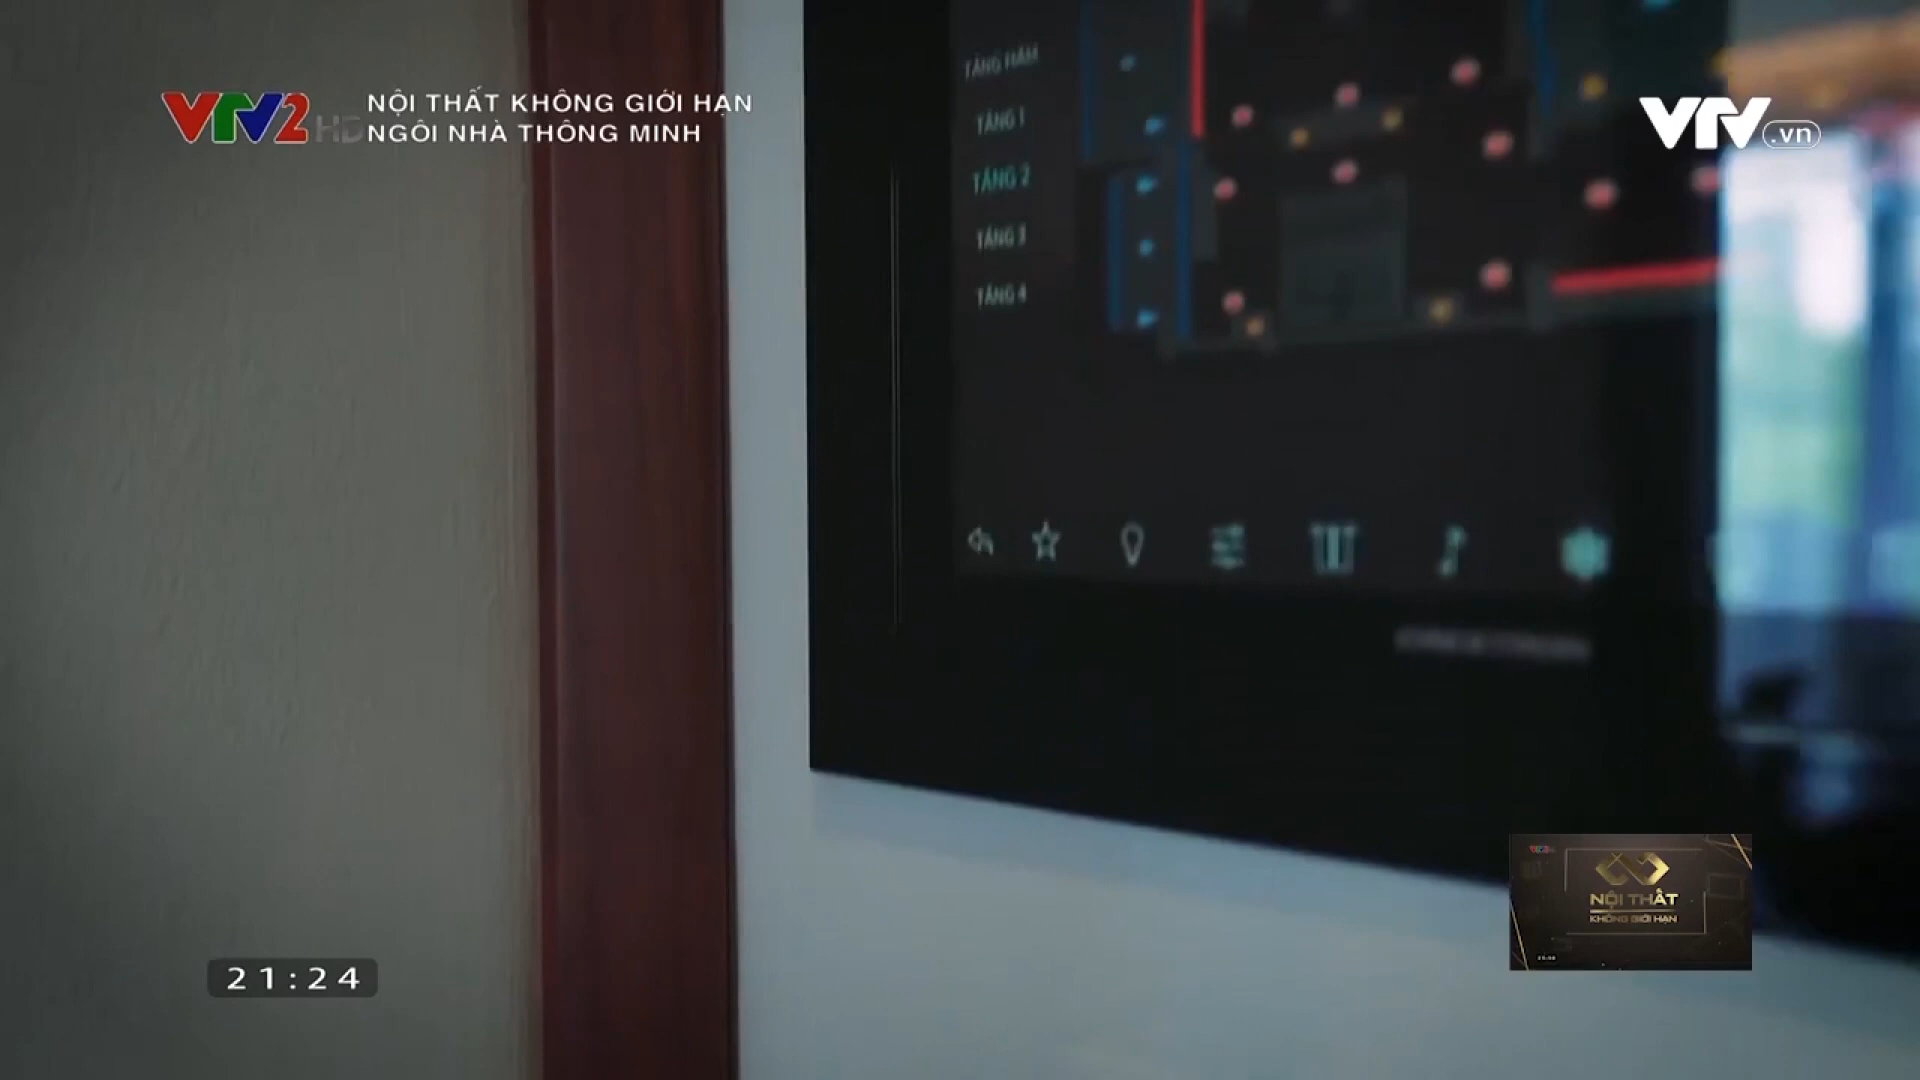 VTV2 HD
NỘI THẤT KHÔNG GIỚI HẠN
NGÔI NHÀ THÔNG MINH
VTV.vn
TẦNG HẦM
TẦNG 1
TẦNG 2
TẦNG 3
TẦNG 4
VTV2
NỘI THẤT
KHÔNG GIỚI HẠN
21:24